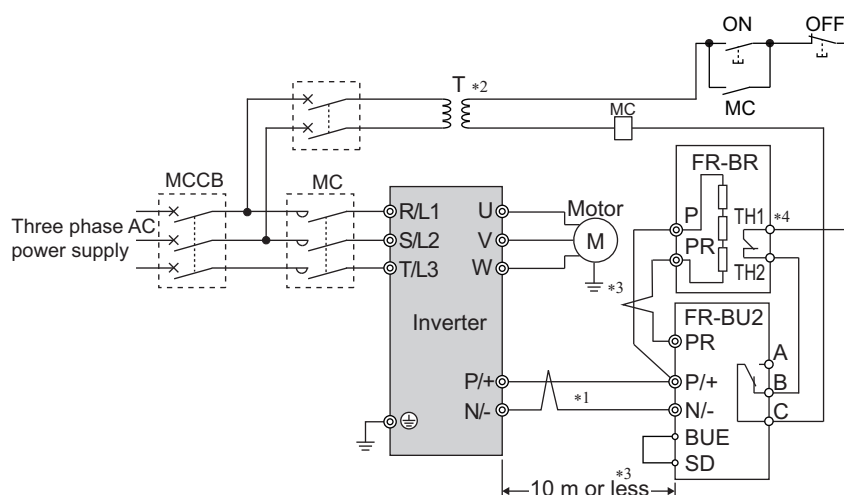 ON
OFF
T *2
MC
MC
FR-BR
MCCB
MC
Three phase AC
power supply
R/L1
S/L2
T/L3
U
V
W
Motor
M
P
PR
TH1
*4
TH2
*3
FR-BU2
Inverter
PR
A
P/+
P/+
B
N/-
*1
N/-
C
BUE
SD
*3
10 m or less